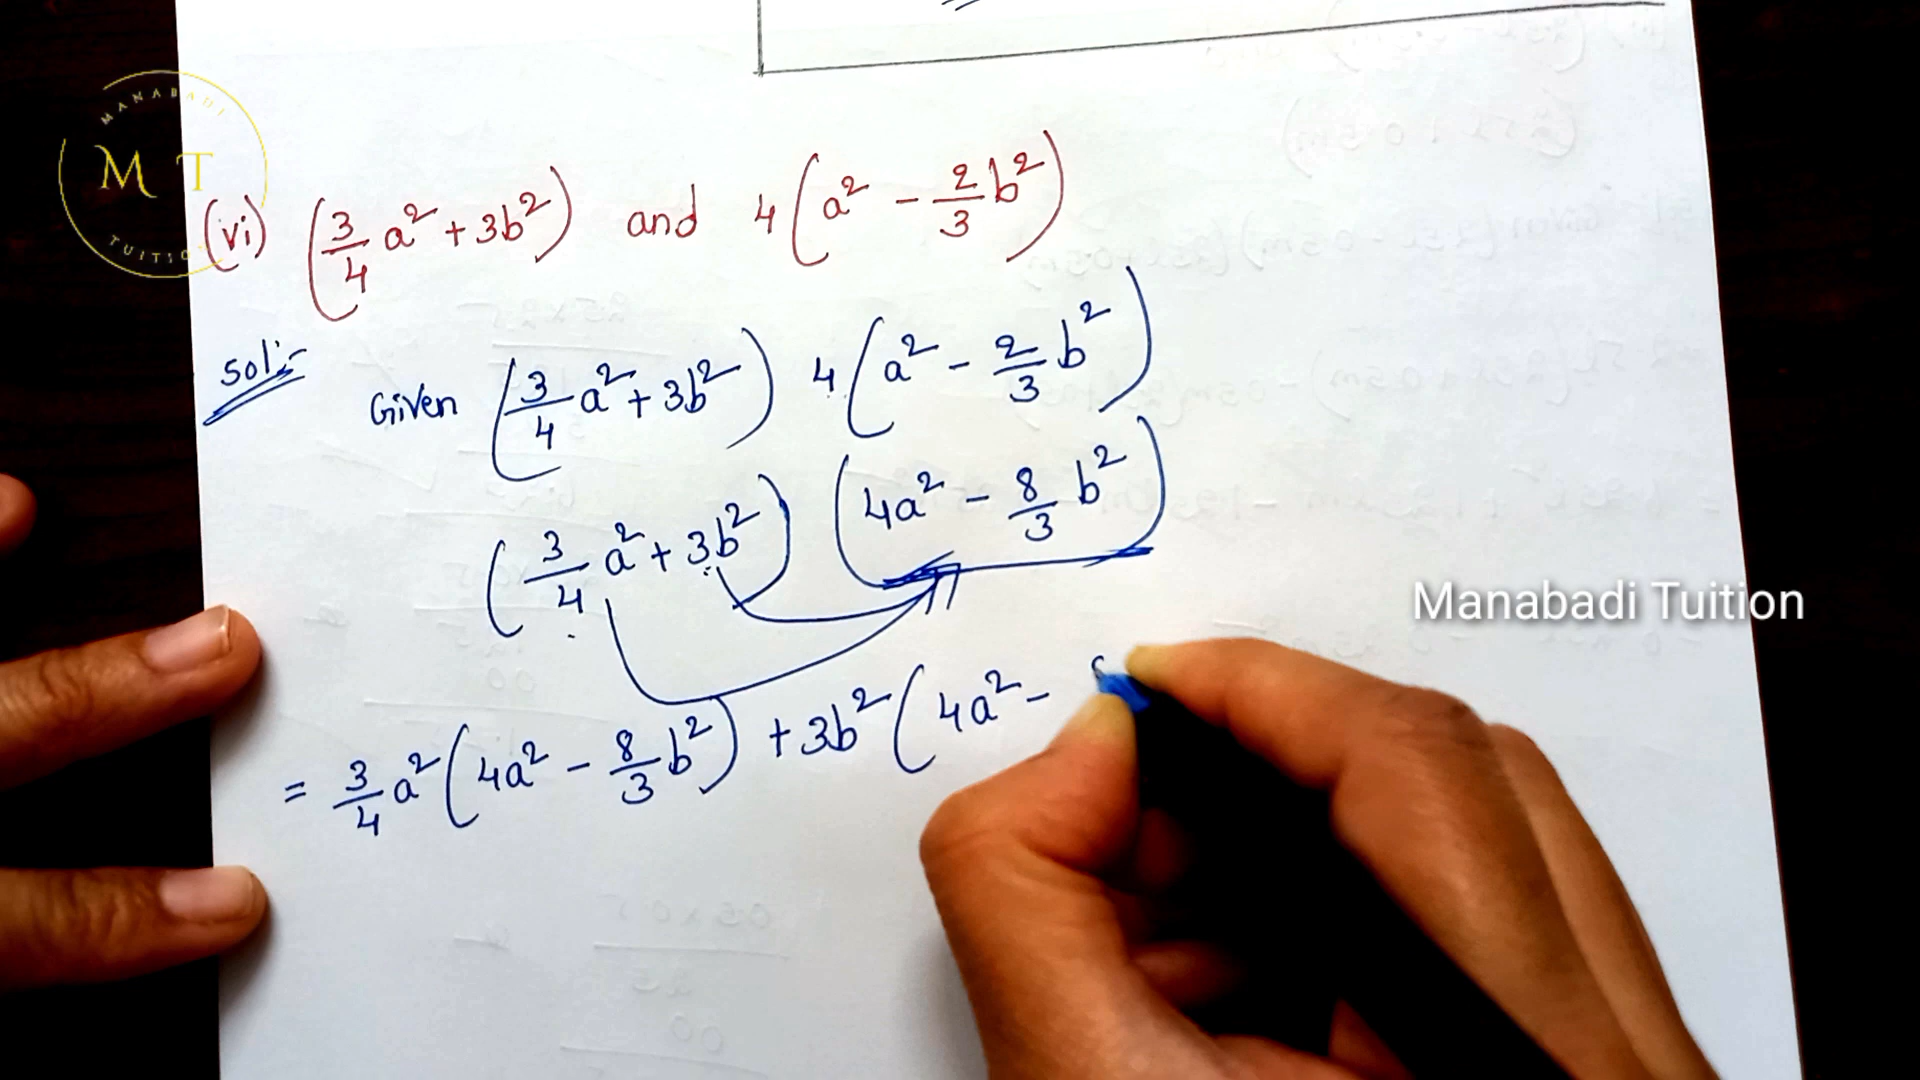 MANABADI
M T
TUITION
(vi) (3/4 a² + 3b²) and 4(a² - 2/3 b²)
Sol:-
Given (3/4 a² + 3b²) 4(a² - 2/3 b²)
(3/4 a² + 3b²) (4a² - 8/3 b²)
= 3/4 a² (4a² - 8/3 b²) + 3b² (4a² -
Manabadi Tuition